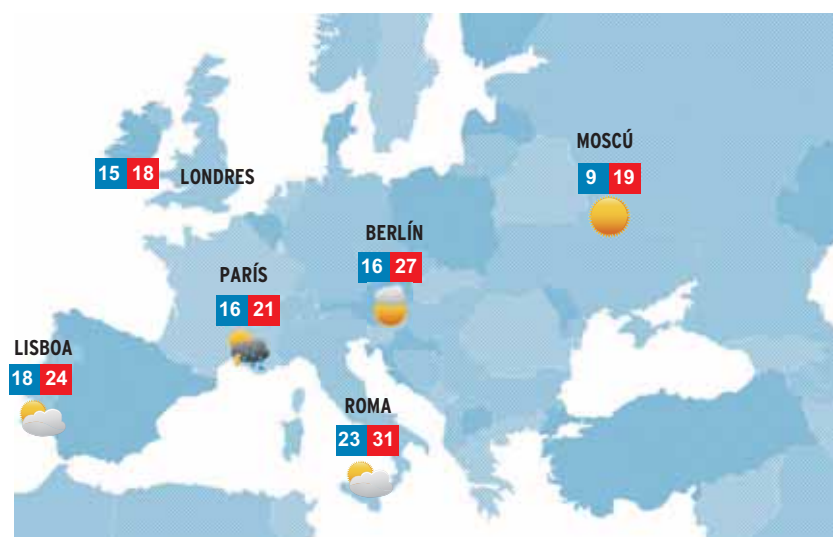 MOSCÚ
9 19
15 18
LONDRES
BERLÍN
16 27
PARÍS
16 21
LISBOA
18 24
ROMA
23 31